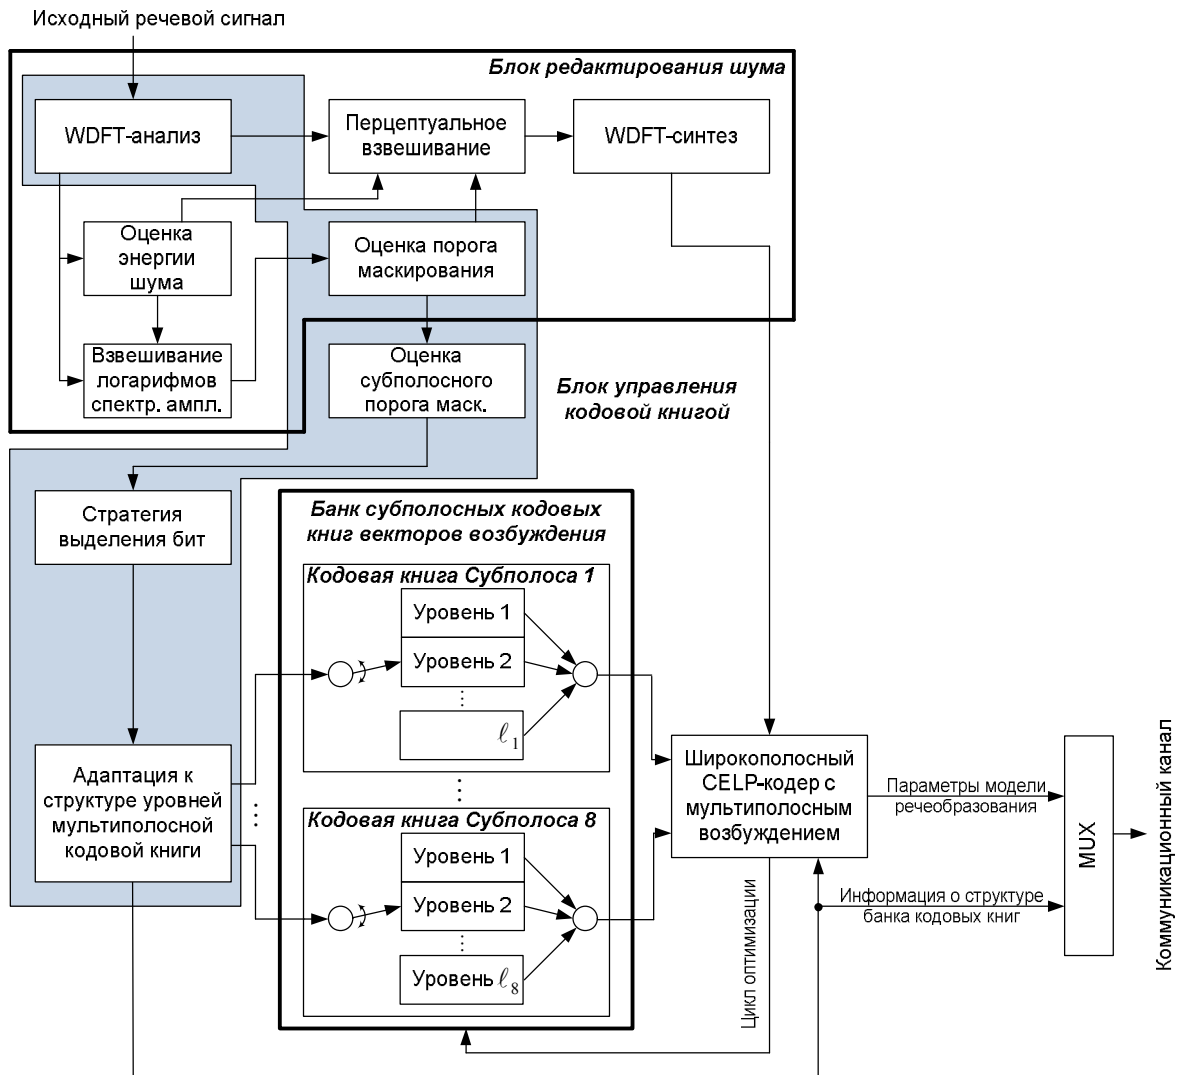 Исходный речевой сигнал
Блок редактирования шума
WDFT-анализ
Перцептуальное
взвешивание
WDFT-синтез
Оценка
энергии
шума
Оценка порога
маскирования
Взвешивание
логарифмов
спектр. ампл.
Оценка
субполосного
порога маск.
Блок управления
кодовой книгой
Стратегия
выделения бит
Банк субполосных кодовых
книг векторов возбуждения
Кодовая книга Субполоса 1
Уровень 1
Уровень 2
ℓ1
Адаптация к
структуре уровней
мультиполосной
кодовой книги
Кодовая книга Субполоса 8
Уровень 1
Уровень 2
Уровень ℓ8
Широкополосный
CELP-кодер с
мультиполосным
возбуждением
Параметры модели
речеобразования
Информация о структуре
банка кодовых книг
Цикл оптимизации
MUX
Коммуникационный канал